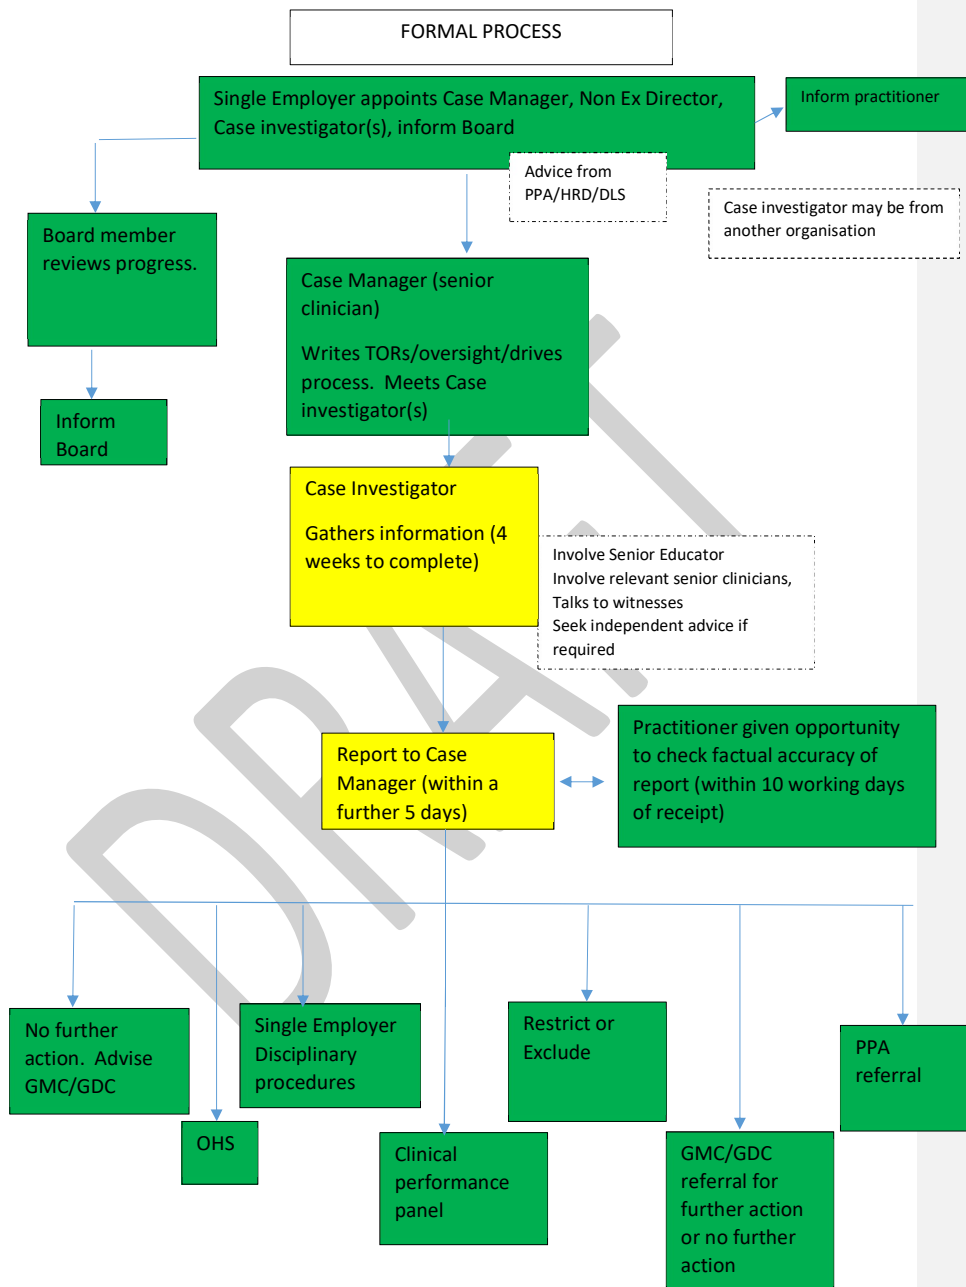 FORMAL PROCESS
Single Employer appoints Case Manager, Non Ex Director,
Case investigator(s), inform Board
Inform practitioner
Advice from
PPA/HRD/DLS
Case investigator may be from
another organisation
Board member
reviews progress.
Case Manager (senior
clinician)
Writes TORs/oversight/drives
process.  Meets Case
investigator(s)
Inform
Board
Case Investigator
Gathers information (4
weeks to complete)
Involve Senior Educator
Involve relevant senior clinicians,
Talks to witnesses
Seek independent advice if
required
Report to Case
Manager (within a
further 5 days)
Practitioner given opportunity
to check factual accuracy of
report (within 10 working days
of receipt)
No further
action.  Advise
GMC/GDC
OHS
Single Employer
Disciplinary
procedures
Clinical
performance
panel
Restrict or
Exclude
GMC/GDC
referral for
further action
or no further
action
PPA
referral
DRAFT